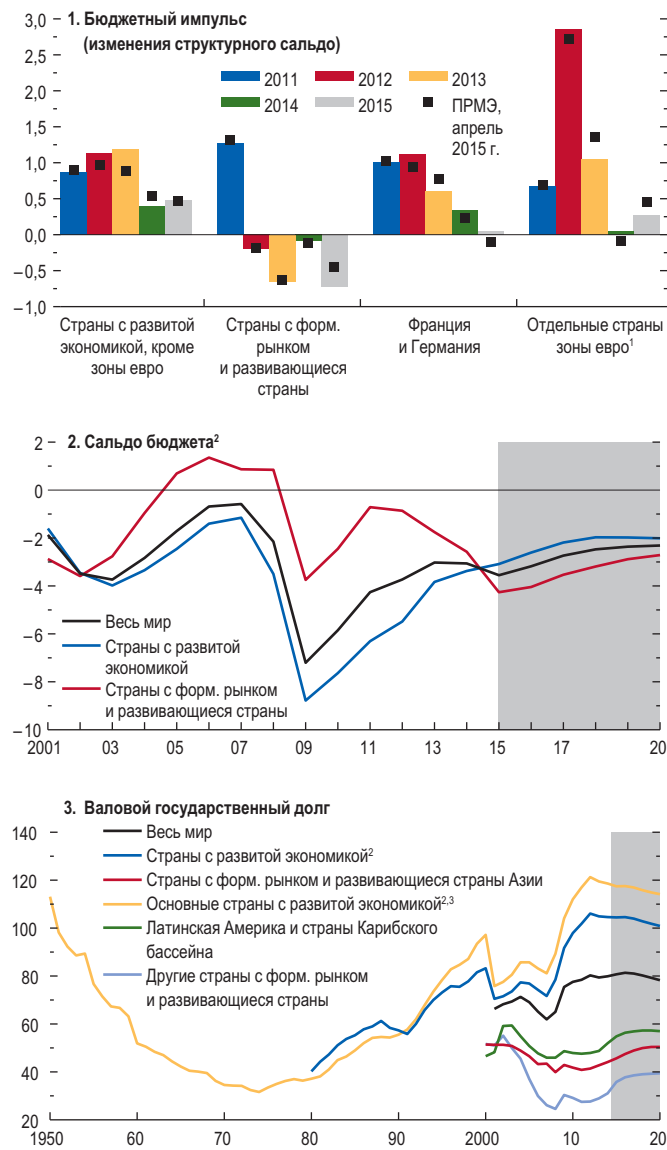 1. Бюджетный импульс
(изменения структурного сальдо)
3,0
2,5
2,0
1,5
1,0
0,5
0,0
–0,5
–1,0
2011
2012
2013
2014
2015
ПРМЭ,
апрель
2015 г.
Страны с развитой
экономикой, кроме
зоны евро
Страны с форм.
рынком
и развивающиеся
страны
Франция
и Германия
Отдельные страны
зоны евро¹
2. Сальдо бюджета²
2
0
–2
–4
–6
–8
–10
Весь мир
Страны с развитой
экономикой
Страны с форм. рынком
и развивающиеся страны
2001 03 05 07 09 11 13 15 17 20
3. Валовой государственный долг
140
120
100
80
60
40
20
Весь мир
Страны с развитой экономикой²
Страны с форм. рынком и развивающиеся страны Азии
Основные страны с развитой экономикой²,³
Латинская Америка и страны Карибского
бассейна
Другие страны с форм. рынком
и развивающиеся страны
1950 60 70 80 90 2000 10 20